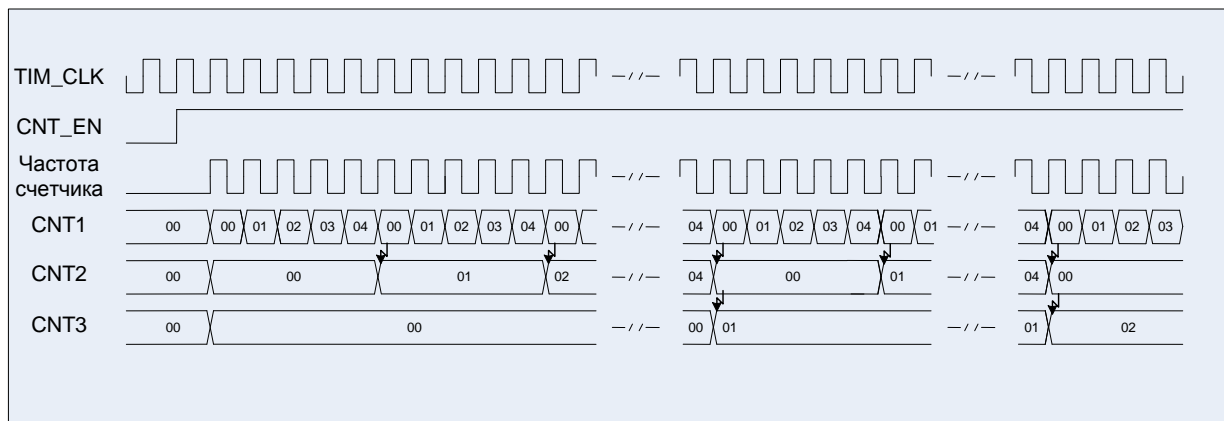 TIM_CLK
CNT_EN
Частота
счетчика
CNT1 00 00 01 02 03 04 00 01 02 03 04 00 04 00 01 02 03 04 00 01 04 00 01 02 03
CNT2 00 00 01 02 04 00 01 04 00
CNT3 00 00 00 01 01 02